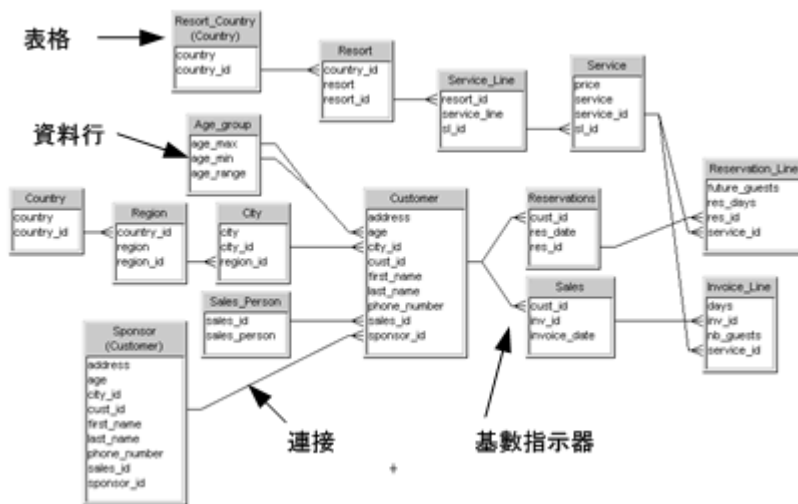 表格
Resort_Country
(Country)
country
country_id
Resort
country_id
resort
resort_id
Service_Line
resort_id
service_line
sl_id
Service
price
service
service_id
sl_id
資料行
Age_group
age_max
age_min
age_range
Country
country
country_id
Region
country_id
region
region_id
City
city
city_id
region_id
Customer
address
age
city_id
cust_id
first_name
last_name
phone_number
sales_id
sponsor_id
Reservations
cust_id
res_date
res_id
Reservation_Line
future_guests
res_days
res_id
service_id
Sales_Person
sales_id
sales_person
Sales
cust_id
inv_id
invoice_date
Invoice_Line
days
inv_id
nb_guests
service_id
Sponsor
(Customer)
address
age
city_id
cust_id
first_name
last_name
phone_number
sales_id
sponsor_id
連接
基數指示器